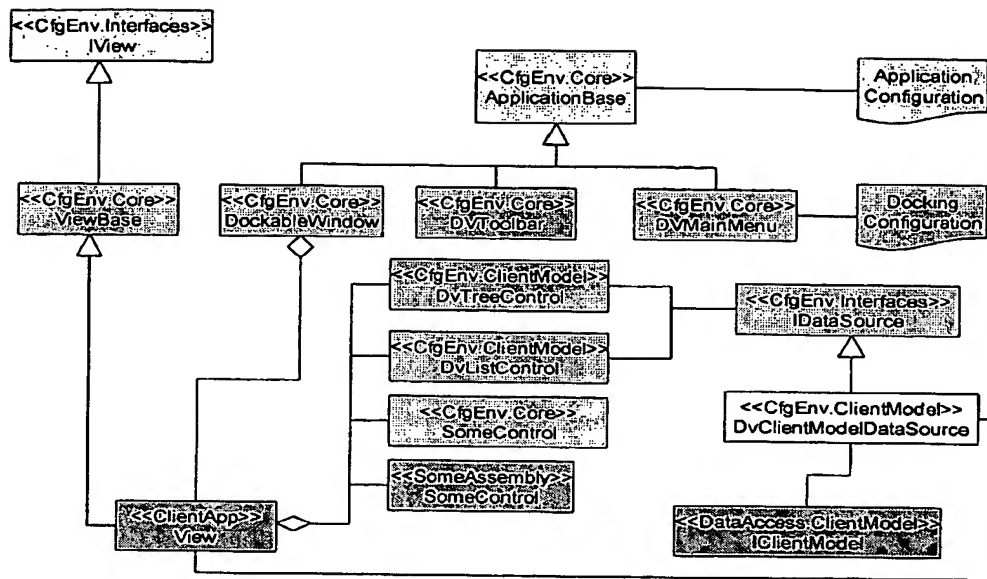 <<CfgEnv.Interfaces>>
IView
<<CfgEnv.Core>>
ApplicationBase
Application
Configuration
<<CfgEnv.Core>>
ViewBase
<<CfgEnv.Core>>
DockableWindow
<<CfgEnv.Core>>
DVToolbar
<<CfgEnv.Core>>
DVMainMenu
Docking
Configuration
<<CfgEnv.ClientModel>>
DvTreeControl
<<CfgEnv.Interfaces>>
IDataSource
<<CfgEnv.ClientModel>>
DvListControl
<<CfgEnv.Core>>
SomeControl
<<CfgEnv.ClientModel>>
DvClientModelDataSource
<<SomeAssembly>>
SomeControl
<<ClientApp>>
View
<<DataAccess.ClientModel>>
IClientModel